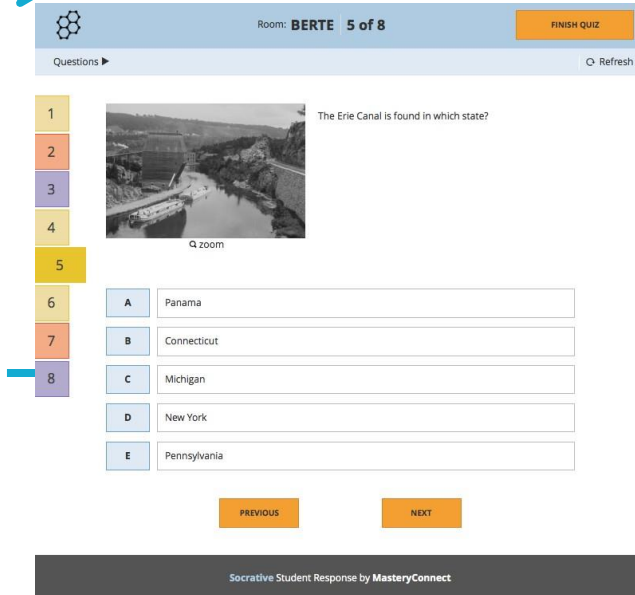 Room: BERTE 5 of 8
FINISH QUIZ
Questions
Refresh
1
2
3
4
5
6
7
8
The Erie Canal is found in which state?
zoom
A Panama
B Connecticut
C Michigan
D New York
E Pennsylvania
PREVIOUS NEXT
Socrative Student Response by MasteryConnect